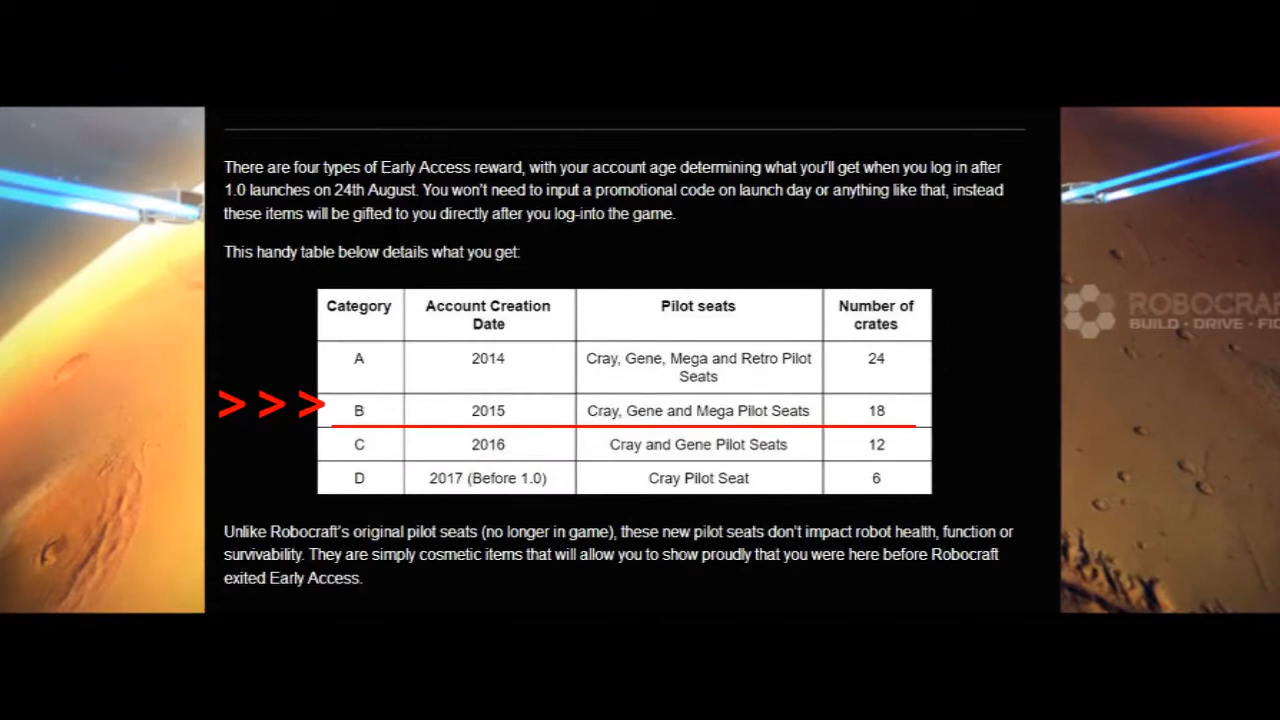 There are four types of Early Access reward, with your account age determining what you'll get when you log in after
1.0 launches on 24th August. You won't need to input a promotional code on launch day or anything like that, instead
these items will be gifted to you directly after you log-into the game.
This handy table below details what you get:
Category Account Creation Date Pilot seats Number of crates
A 2014 Cray, Gene, Mega and Retro Pilot Seats 24
>>> B 2015 Cray, Gene and Mega Pilot Seats 18
C 2016 Cray and Gene Pilot Seats 12
D 2017 (Before 1.0) Cray Pilot Seat 6
Unlike Robocraft's original pilot seats (no longer in game), these new pilot seats don't impact robot health, function or
survivability. They are simply cosmetic items that will allow you to show proudly that you were here before Robocraft
exited Early Access.
ROBOCRAF
BUILD · DRIVE · FI